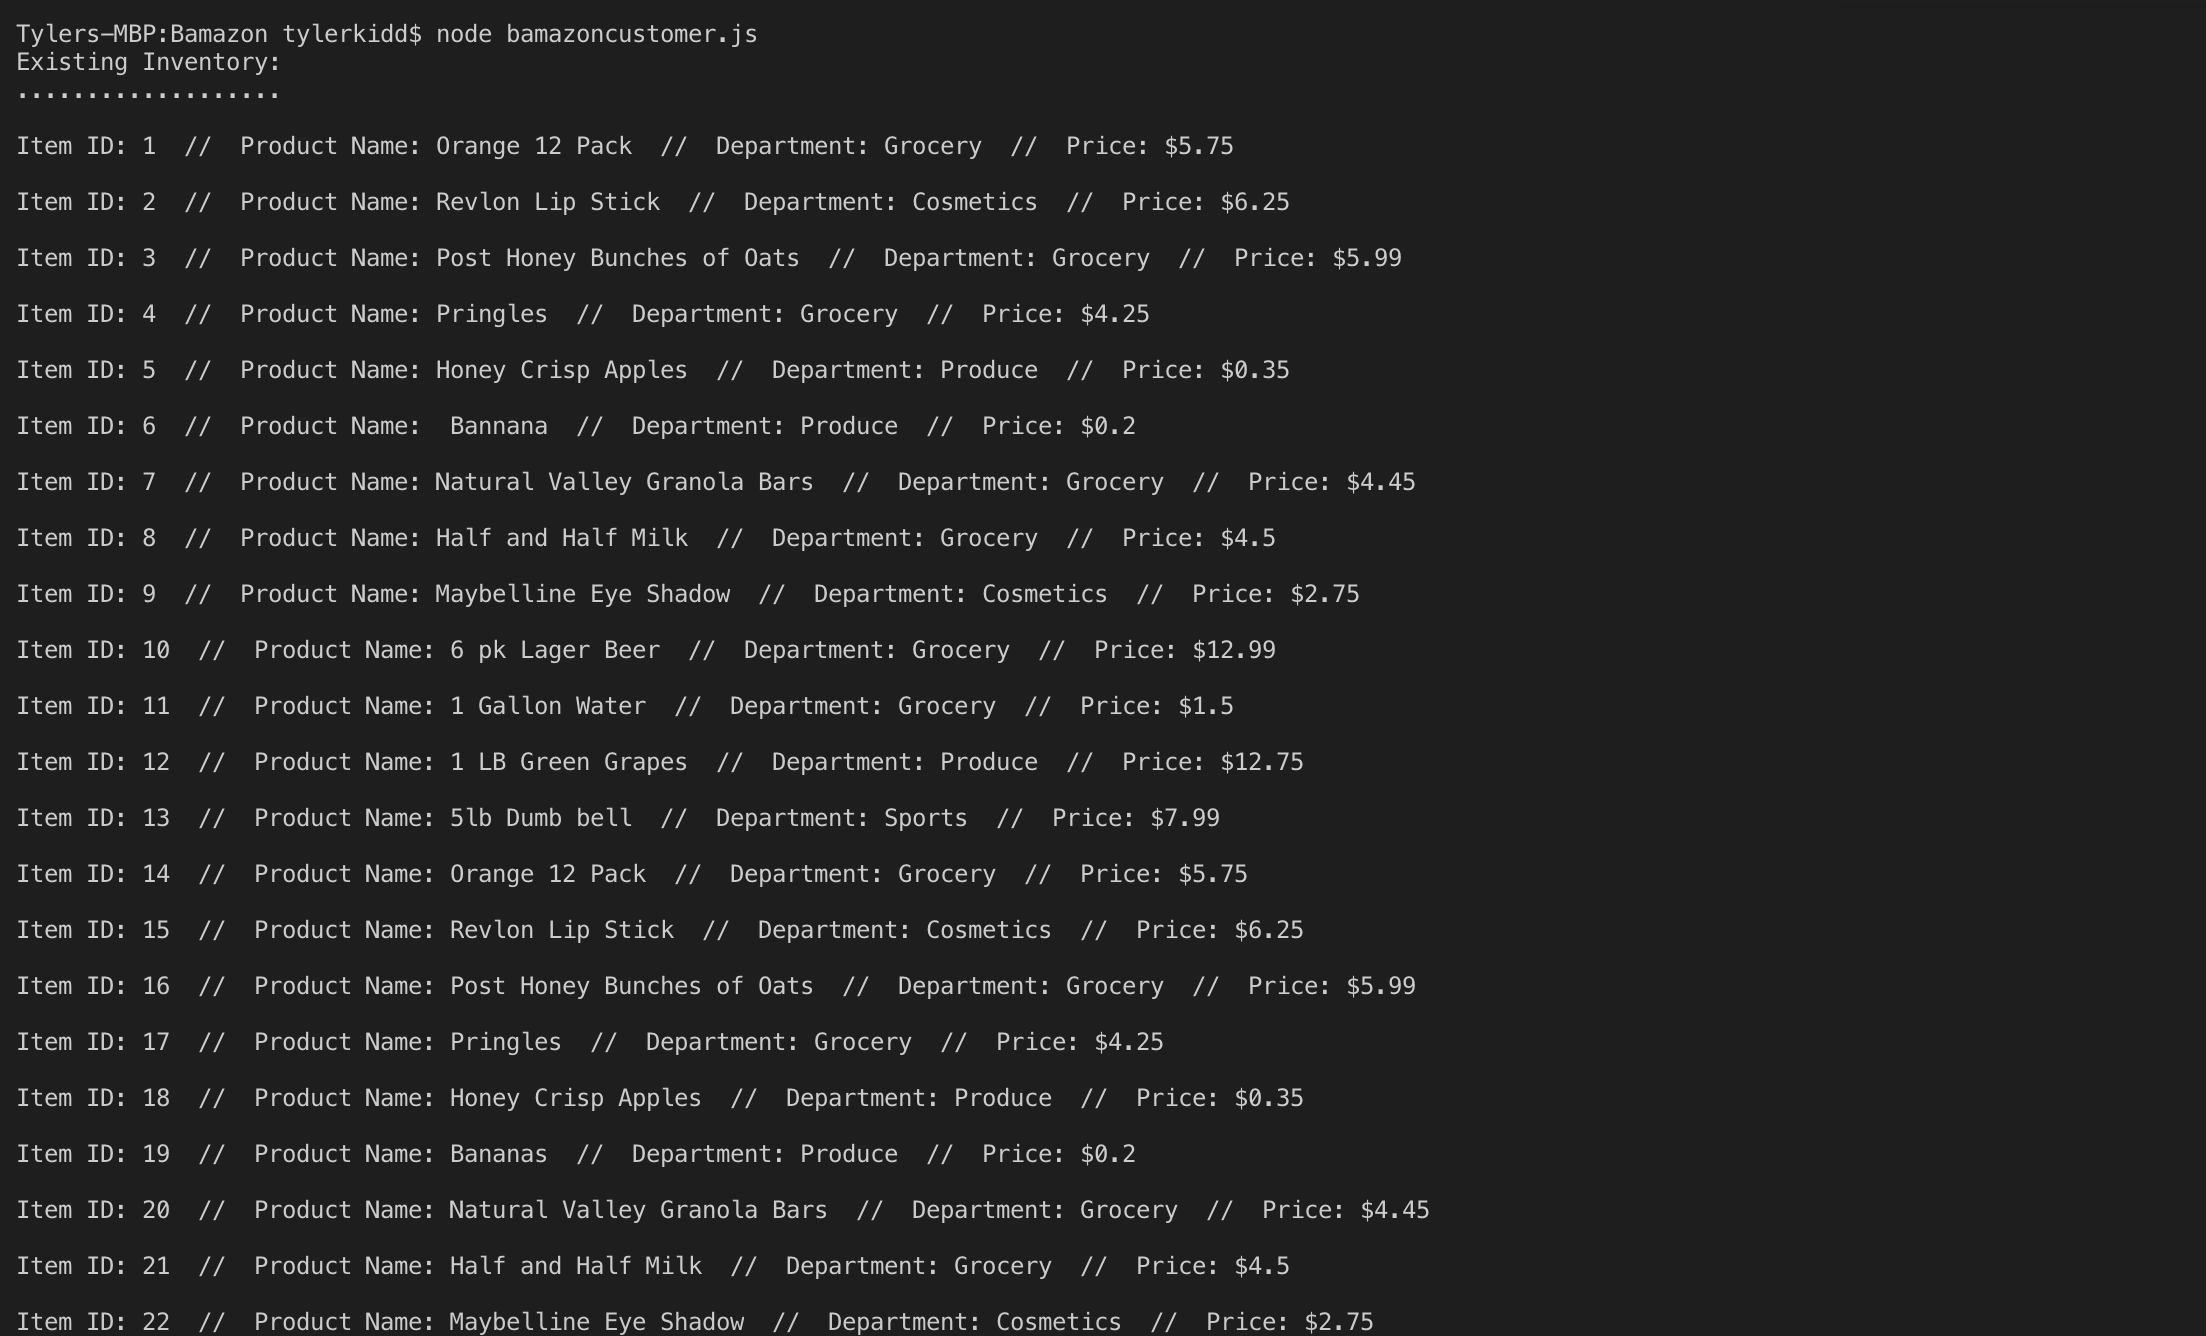 Tylers-MBP:Bamazon tylerkidd$ node bamazoncustomer.js
Existing Inventory:
...................
Item ID: 1  //  Product Name: Orange 12 Pack  //  Department: Grocery  //  Price: $5.75
Item ID: 2  //  Product Name: Revlon Lip Stick  //  Department: Cosmetics  //  Price: $6.25
Item ID: 3  //  Product Name: Post Honey Bunches of Oats  //  Department: Grocery  //  Price: $5.99
Item ID: 4  //  Product Name: Pringles  //  Department: Grocery  //  Price: $4.25
Item ID: 5  //  Product Name: Honey Crisp Apples  //  Department: Produce  //  Price: $0.35
Item ID: 6  //  Product Name:  Bannana  //  Department: Produce  //  Price: $0.2
Item ID: 7  //  Product Name: Natural Valley Granola Bars  //  Department: Grocery  //  Price: $4.45
Item ID: 8  //  Product Name: Half and Half Milk  //  Department: Grocery  //  Price: $4.5
Item ID: 9  //  Product Name: Maybelline Eye Shadow  //  Department: Cosmetics  //  Price: $2.75
Item ID: 10  //  Product Name: 6 pk Lager Beer  //  Department: Grocery  //  Price: $12.99
Item ID: 11  //  Product Name: 1 Gallon Water  //  Department: Grocery  //  Price: $1.5
Item ID: 12  //  Product Name: 1 LB Green Grapes  //  Department: Produce  //  Price: $12.75
Item ID: 13  //  Product Name: 5lb Dumb bell  //  Department: Sports  //  Price: $7.99
Item ID: 14  //  Product Name: Orange 12 Pack  //  Department: Grocery  //  Price: $5.75
Item ID: 15  //  Product Name: Revlon Lip Stick  //  Department: Cosmetics  //  Price: $6.25
Item ID: 16  //  Product Name: Post Honey Bunches of Oats  //  Department: Grocery  //  Price: $5.99
Item ID: 17  //  Product Name: Pringles  //  Department: Grocery  //  Price: $4.25
Item ID: 18  //  Product Name: Honey Crisp Apples  //  Department: Produce  //  Price: $0.35
Item ID: 19  //  Product Name: Bananas  //  Department: Produce  //  Price: $0.2
Item ID: 20  //  Product Name: Natural Valley Granola Bars  //  Department: Grocery  //  Price: $4.45
Item ID: 21  //  Product Name: Half and Half Milk  //  Department: Grocery  //  Price: $4.5
Item ID: 22  //  Product Name: Maybelline Eye Shadow  //  Department: Cosmetics  //  Price: $2.75